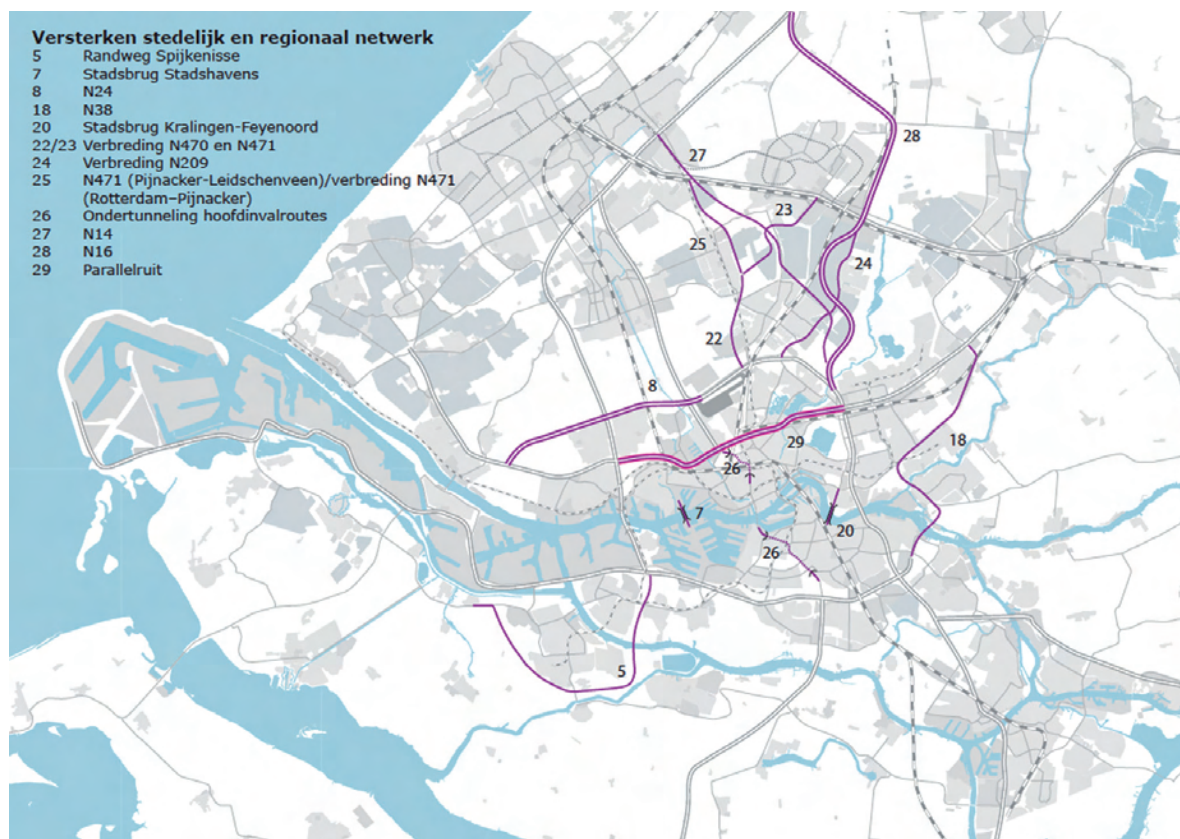 Versterken stedelijk en regionaal netwerk
5 Randweg Spijkenisse
7 Stadsbrug Stadshavens
8 N24
18 N38
20 Stadsbrug Kralingen-Feyenoord
22/23 Verbreding N470 en N471
24 Verbreding N209
25 N471 (Pijnacker-Leidschenveen)/verbreding N471
(Rotterdam–Pijnacker)
26 Ondertunneling hoofdinvalroutes
27 N14
28 N16
29 Parallelruit
28
27
23
25
24
22
8
29
18
26
7
20
26
5